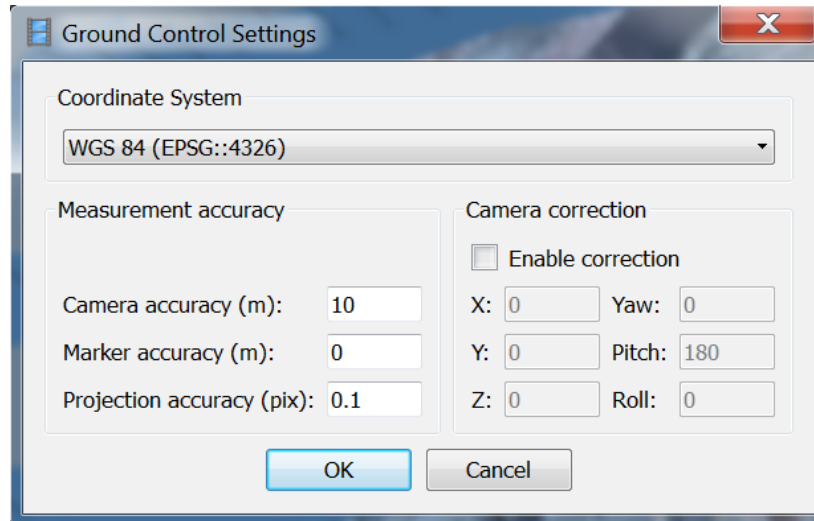 Ground Control Settings
X
Coordinate System
WGS 84 (EPSG::4326)
Measurement accuracy
Camera accuracy (m): 10
Marker accuracy (m): 0
Projection accuracy (pix): 0.1
Camera correction
Enable correction
X: 0 Yaw: 0
Y: 0 Pitch: 180
Z: 0 Roll: 0
OK Cancel